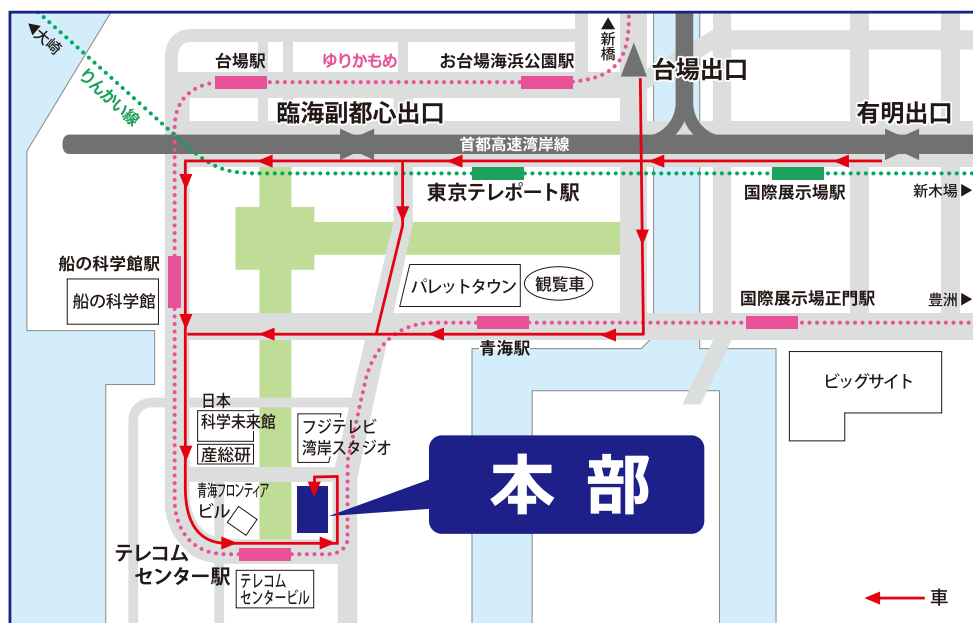 ▲大崎
▲新橋
台場駅
ゆりかもめ
お台場海浜公園駅
台場出口
りんかい線
臨海副都心出口
有明出口
首都高速湾岸線
東京テレポート駅
国際展示場駅
新木場▶
船の科学館駅
船の科学館
パレットタウン
観覧車
国際展示場正門駅
豊洲▶
青海駅
ビッグサイト
日本
科学未来館
産総研
フジテレビ
湾岸スタジオ
本部
青海フロンティア
ビル
テレコム
センター駅
テレコム
センタービル
車